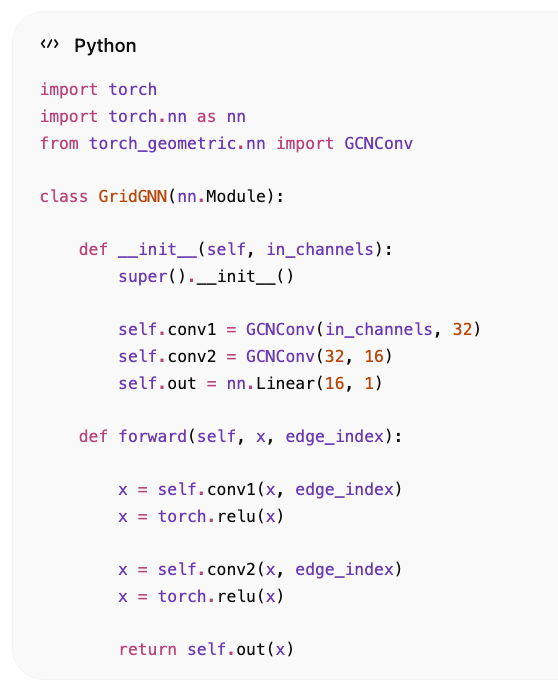 </> Python
import torch
import torch.nn as nn
from torch_geometric.nn import GCNConv

class GridGNN(nn.Module):

    def __init__(self, in_channels):
        super().__init__()

        self.conv1 = GCNConv(in_channels, 32)
        self.conv2 = GCNConv(32, 16)
        self.out = nn.Linear(16, 1)

    def forward(self, x, edge_index):

        x = self.conv1(x, edge_index)
        x = torch.relu(x)

        x = self.conv2(x, edge_index)
        x = torch.relu(x)

        return self.out(x)